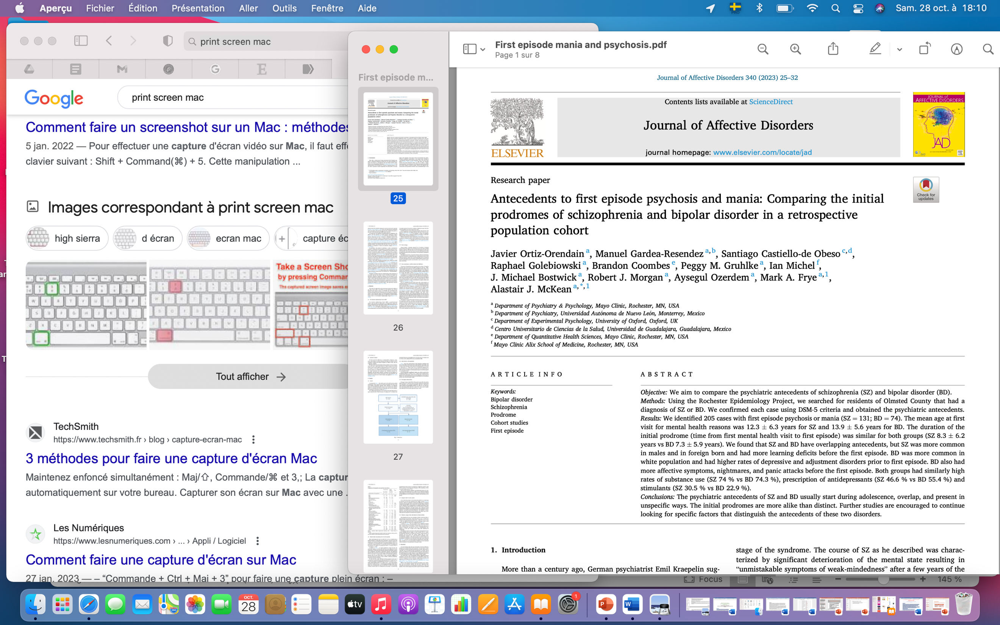 Aperçu Fichier Édition Présentation Aller Outils Fenêtre Aide
PRO
Sam. 28 oct. à 18:10
print screen mac
Google
print screen mac
Comment faire un screenshot sur un Mac : méthodes
5 jan. 2022 — Pour effectuer une capture d'écran vidéo sur Mac, il faut effe
clavier suivant : Shift + Command(⌘) + 5. Cette manipulation ...
Images correspondant à print screen mac
high sierra
d écran
ecran mac
capture éc
Take a Screen Sho
by pressing Comman
The captured screen image saves a
Tout afficher →
TechSmith
https://www.techsmith.fr › blog › capture-ecran-mac
3 méthodes pour faire une capture d'écran Mac
Maintenez enfoncé simultanément : Maj/⇧, Commande/⌘ et 3,; La captur
automatiquement sur votre bureau. Capturer son écran sur Mac avec une .
Les Numériques
https://www.lesnumeriques.com › ... › Appli / Logiciel
Comment faire une capture d'écran sur Mac
27 jan. 2023 — – “Commande + Ctrl + Maj + 3” pour faire une capture plein écran : –
First episode m...
25
26
27
First episode mania and psychosis.pdf
Page 1 sur 8
Journal of Affective Disorders 340 (2023) 25–32
Contents lists available at ScienceDirect
Journal of Affective Disorders
journal homepage: www.elsevier.com/locate/jad
ELSEVIER
JOURNAL of
AFFECTIVE DISORDERS
JAD
Research paper
Check for
updates
Antecedents to first episode psychosis and mania: Comparing the initial
prodromes of schizophrenia and bipolar disorder in a retrospective
population cohort
Javier Ortiz-Orendain a, Manuel Gardea-Resendez a,b, Santiago Castiello-de Obeso c,d,
Raphael Golebiowski a, Brandon Coombes e, Peggy M. Gruhlke a, Ian Michel f,
J. Michael Bostwick a, Robert J. Morgan a, Aysegul Ozerdem a, Mark A. Frye a,1,
Alastair J. McKean a,*,1
a Department of Psychiatry & Psychology, Mayo Clinic, Rochester, MN, USA
b Department of Psychiatry, Universidad Autónoma de Nuevo León, Monterrey, Mexico
c Department of Experimental Psychology, University of Oxford, Oxford, UK
d Centro Universitario de Ciencias de la Salud, Universidad de Guadalajara, Guadalajara, Mexico
e Department of Quantitative Health Sciences, Mayo Clinic, Rochester, MN, USA
f Mayo Clinic Alix School of Medicine, Rochester, MN, USA
ARTICLE INFO
Keywords:
Bipolar disorder
Schizophrenia
Prodrome
Cohort studies
First episode
ABSTRACT
Objective: We aim to compare the psychiatric antecedents of schizophrenia (SZ) and bipolar disorder (BD).
Methods: Using the Rochester Epidemiology Project, we searched for residents of Olmsted County that had a
diagnosis of SZ or BD. We confirmed each case using DSM-5 criteria and obtained the psychiatric antecedents.
Results: We identified 205 cases with first episode psychosis or mania (SZ = 131; BD = 74). The mean age at first
visit for mental health reasons was 12.3 ± 6.3 years for SZ and 13.9 ± 5.6 years for BD. The duration of the
initial prodrome (time from first mental health visit to first episode) was similar for both groups (SZ 8.3 ± 6.2
years vs BD 7.3 ± 5.9 years). We found that SZ and BD have overlapping antecedents, but SZ was more common
in males and in foreign born and had more learning deficits before the first episode. BD was more common in
white population and had higher rates of depressive and adjustment disorders prior to first episode. BD also had
more affective symptoms, nightmares, and panic attacks before the first episode. Both groups had similarly high
rates of substance use (SZ 74 % vs BD 74.3 %), prescription of antidepressants (SZ 46.6 % vs BD 55.4 %) and
stimulants (SZ 30.5 % vs BD 22.9 %).
Conclusions: The psychiatric antecedents of SZ and BD usually start during adolescence, overlap, and present in
unspecific ways. The initial prodromes are more alike than distinct. Further studies are encouraged to continue
looking for specific factors that distinguish the antecedents of these two disorders.
1. Introduction
More than a century ago, German psychiatrist Emil Kraepelin sug-
stage of the syndrome. The course of SZ as he described was charac-
terized by significant deterioration of the mental state resulting in
“unmistakable symptoms of weak-mindedness” after a few years of the
Focus
145 %
OCT.
28
tv
1